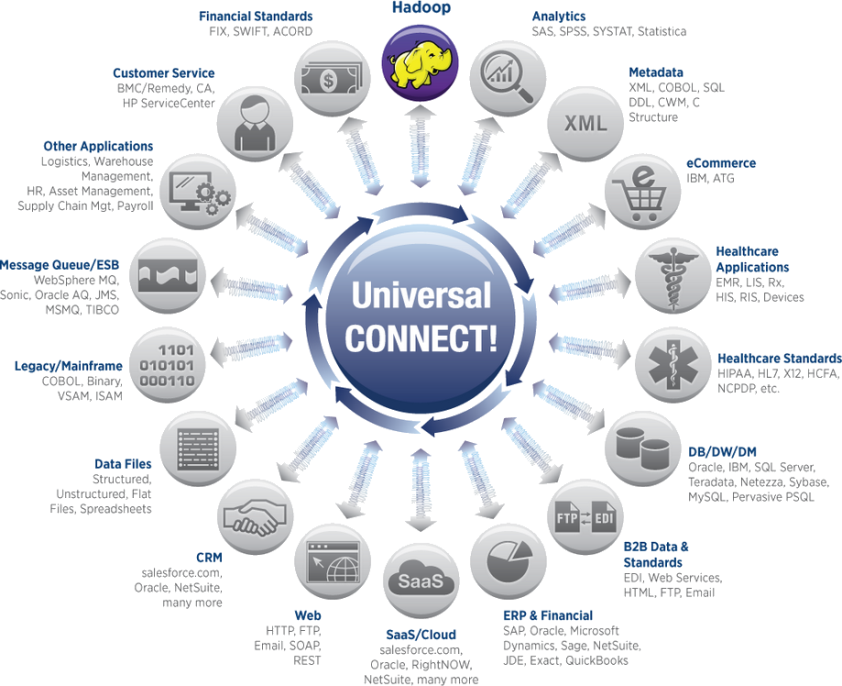 Hadoop
Financial Standards
FIX, SWIFT, ACORD
Analytics
SAS, SPSS, SYSTAT, Statistica
Customer Service
BMC/Remedy, CA,
HP ServiceCenter
Metadata
XML, COBOL, SQL
DDL, CWM, C
Structure
XML
Other Applications
Logistics, Warehouse
Management,
HR, Asset Management,
Supply Chain Mgt, Payroll
eCommerce
IBM, ATG
e
Message Queue/ESB
WebSphere MQ,
Sonic, Oracle AQ, JMS,
MSMQ, TIBCO
Healthcare
Applications
EMR, LIS, Rx,
HIS, RIS, Devices
Universal
CONNECT!
Legacy/Mainframe
COBOL, Binary,
VSAM, ISAM
1101
010101
000110
Healthcare Standards
HIPAA, HL7, X12, HCFA,
NCPDP, etc.
Data Files
Structured,
Unstructured, Flat
Files, Spreadsheets
DB/DW/DM
Oracle, IBM, SQL Server,
Teradata, Netezza, Sybase,
MySQL, Pervasive PSQL
CRM
salesforce.com,
Oracle, NetSuite,
many more
FTP EDI
B2B Data &
Standards
EDI, Web Services,
HTML, FTP, Email
Web
HTTP, FTP,
Email, SOAP,
REST
SaaS
SaaS/Cloud
salesforce.com,
Oracle, RightNOW,
NetSuite, many more
ERP & Financial
SAP, Oracle, Microsoft
Dynamics, Sage, NetSuite,
JDE, Exact, QuickBooks
$